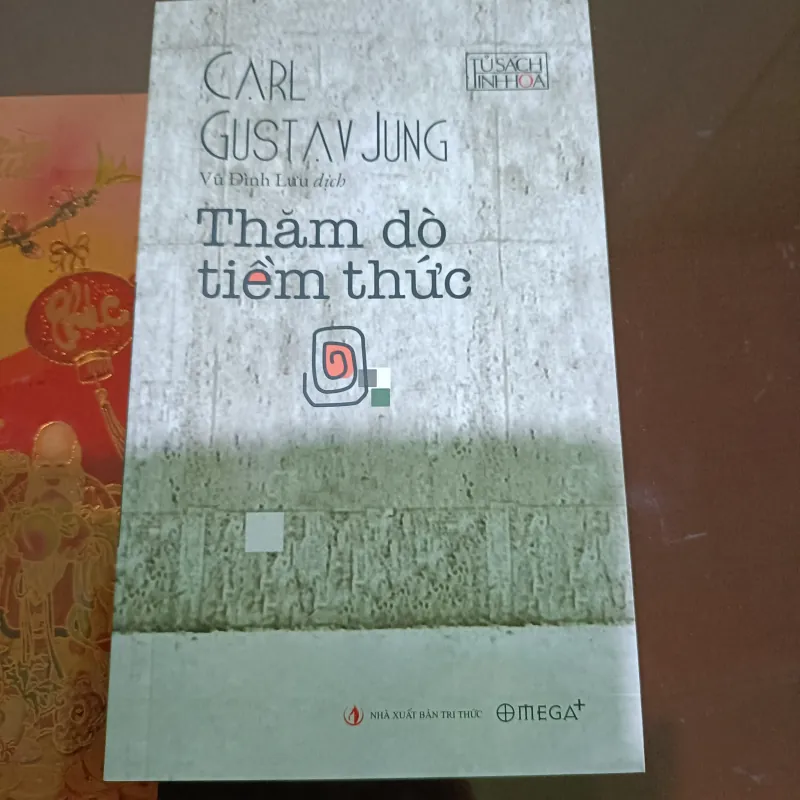 CARL
GUSTAV JUNG
TỦ SÁCH
TINH HOA
Vũ Đình Lưu dịch
Thăm dò
tiềm thức
Phúc
NHÀ XUẤT BẢN TRI THỨC
OMEGA+